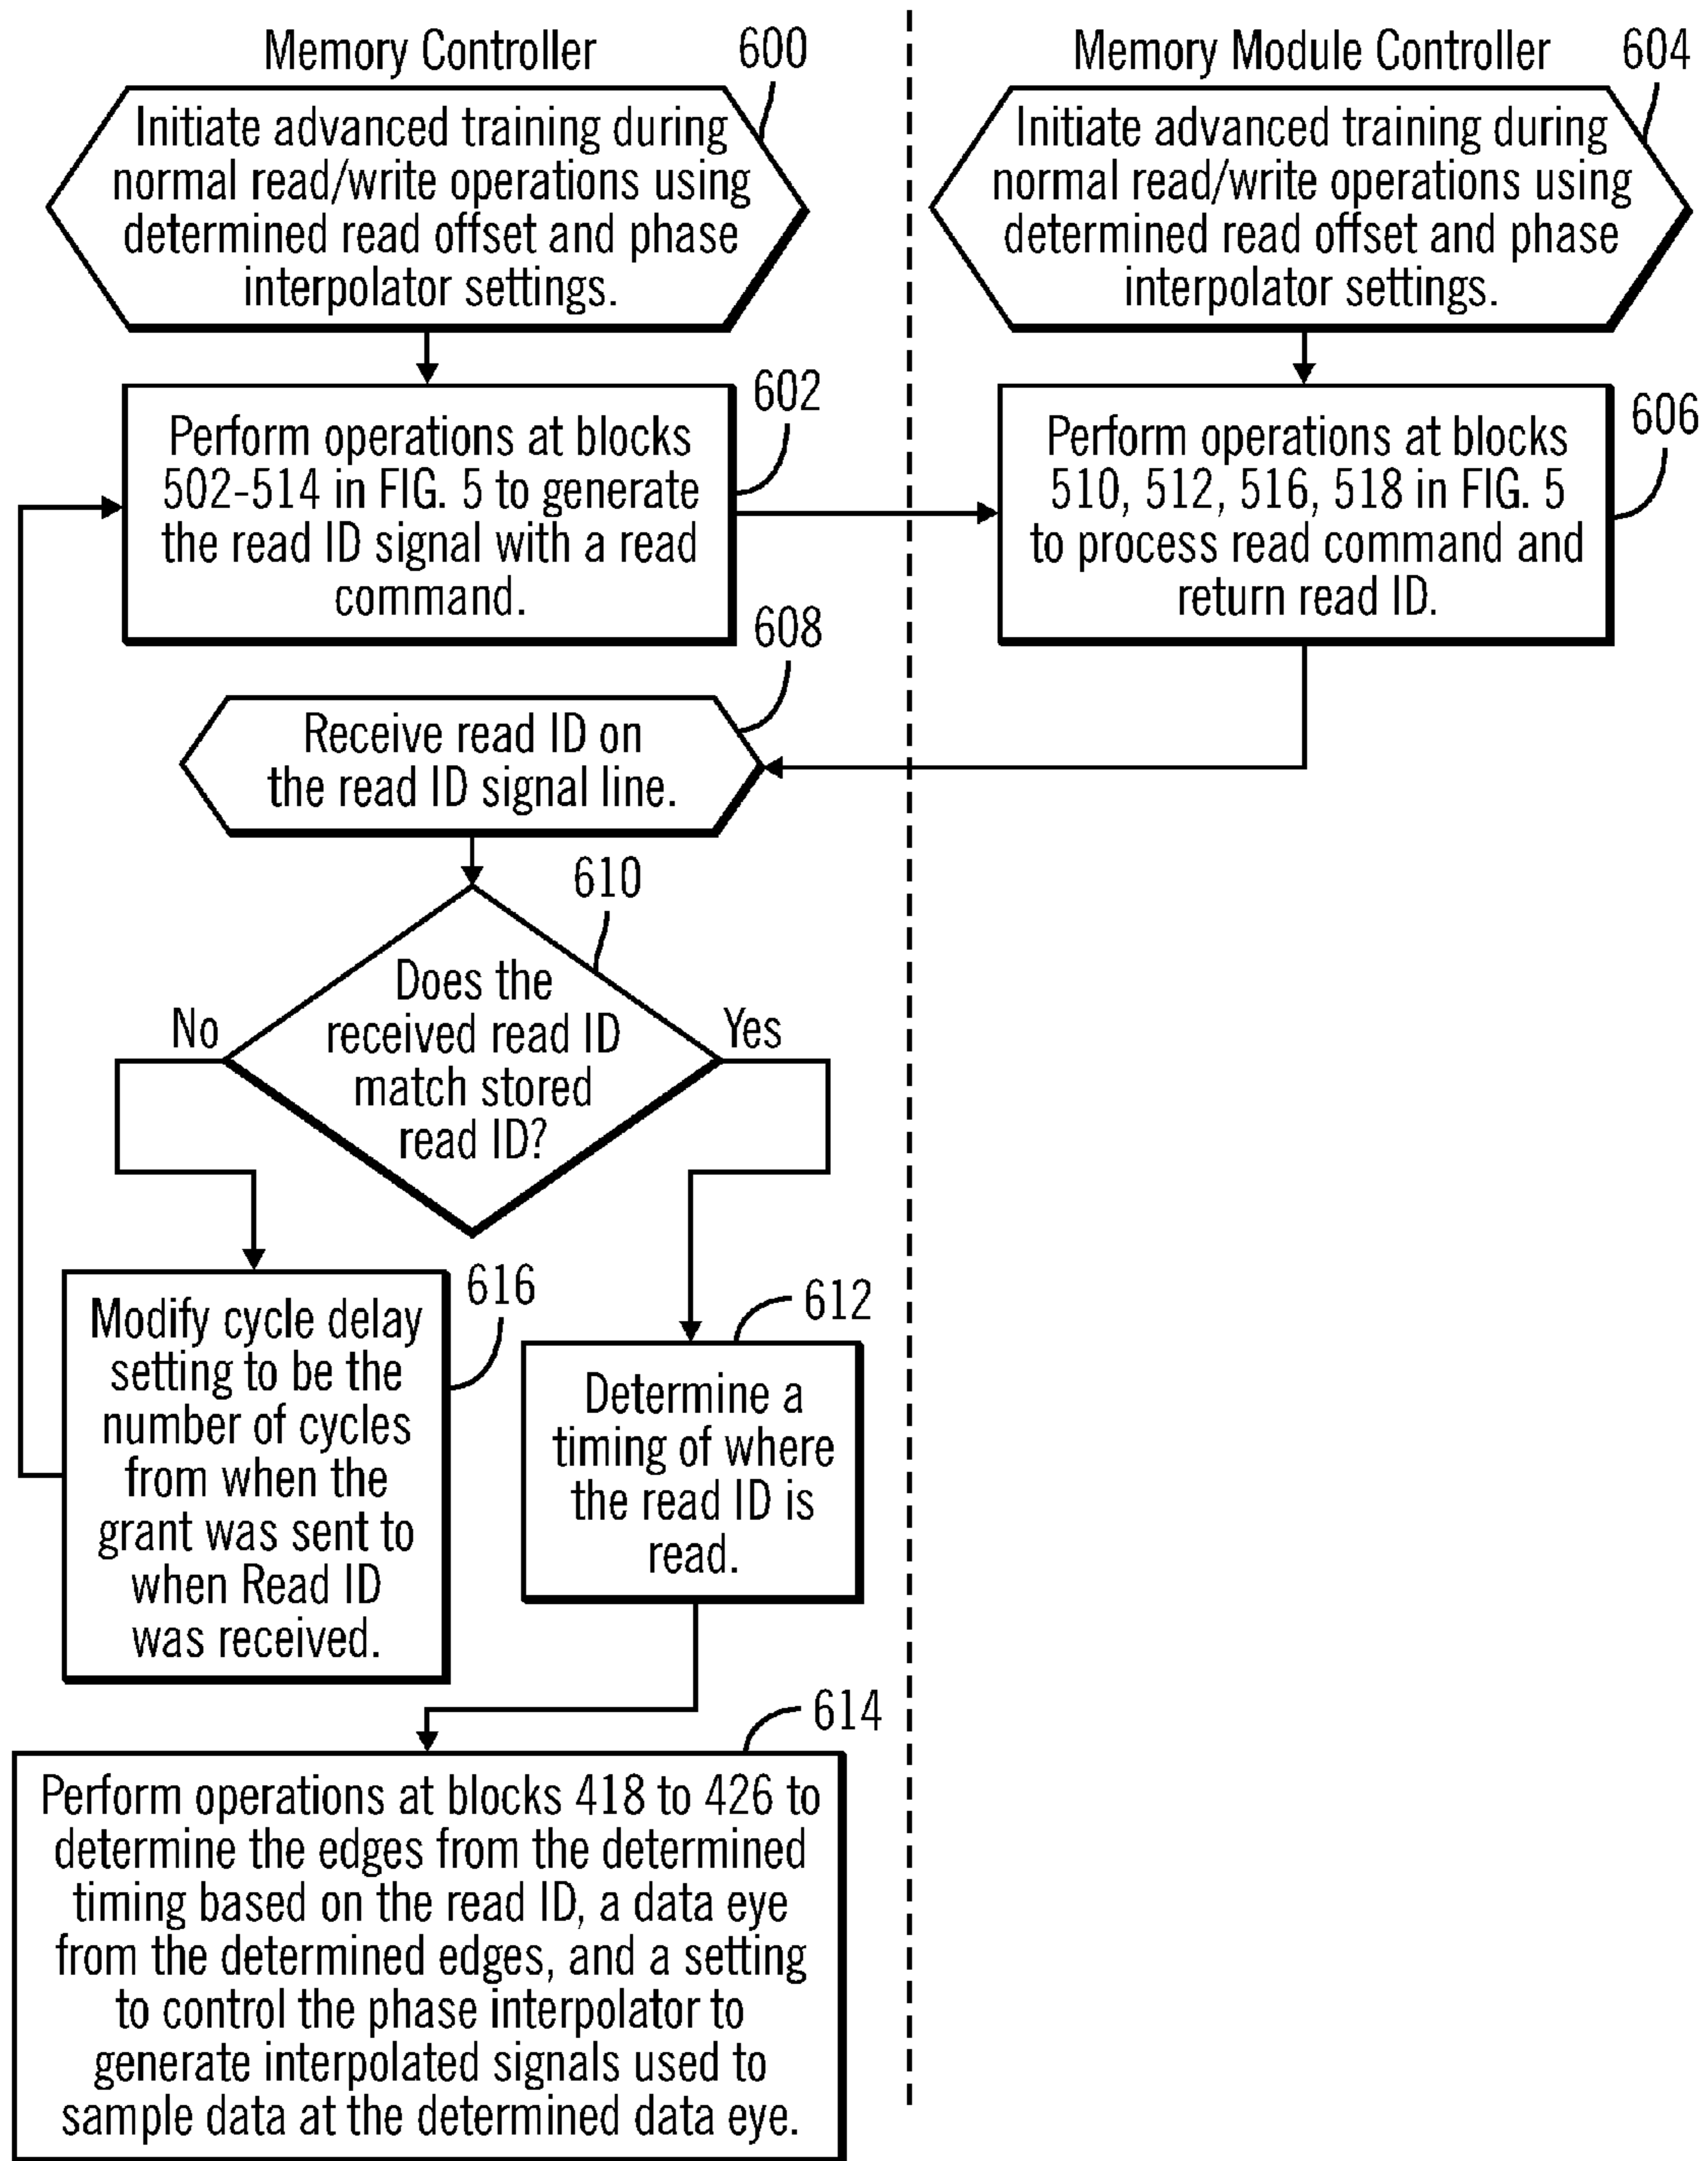 Memory Controller
600
Initiate advanced training during
normal read/write operations using
determined read offset and phase
interpolator settings.
Memory Module Controller
604
Initiate advanced training during
normal read/write operations using
determined read offset and phase
interpolator settings.
602
Perform operations at blocks
502-514 in FIG. 5 to generate
the read ID signal with a read
command.
606
Perform operations at blocks
510, 512, 516, 518 in FIG. 5
to process read command and
return read ID.
608
Receive read ID on
the read ID signal line.
610
Does the
received read ID
match stored
read ID?
No
Yes
616
Modify cycle delay
setting to be the
number of cycles
from when the
grant was sent to
when Read ID
was received.
612
Determine a
timing of where
the read ID is
read.
614
Perform operations at blocks 418 to 426 to
determine the edges from the determined
timing based on the read ID, a data eye
from the determined edges, and a setting
to control the phase interpolator to
generate interpolated signals used to
sample data at the determined data eye.